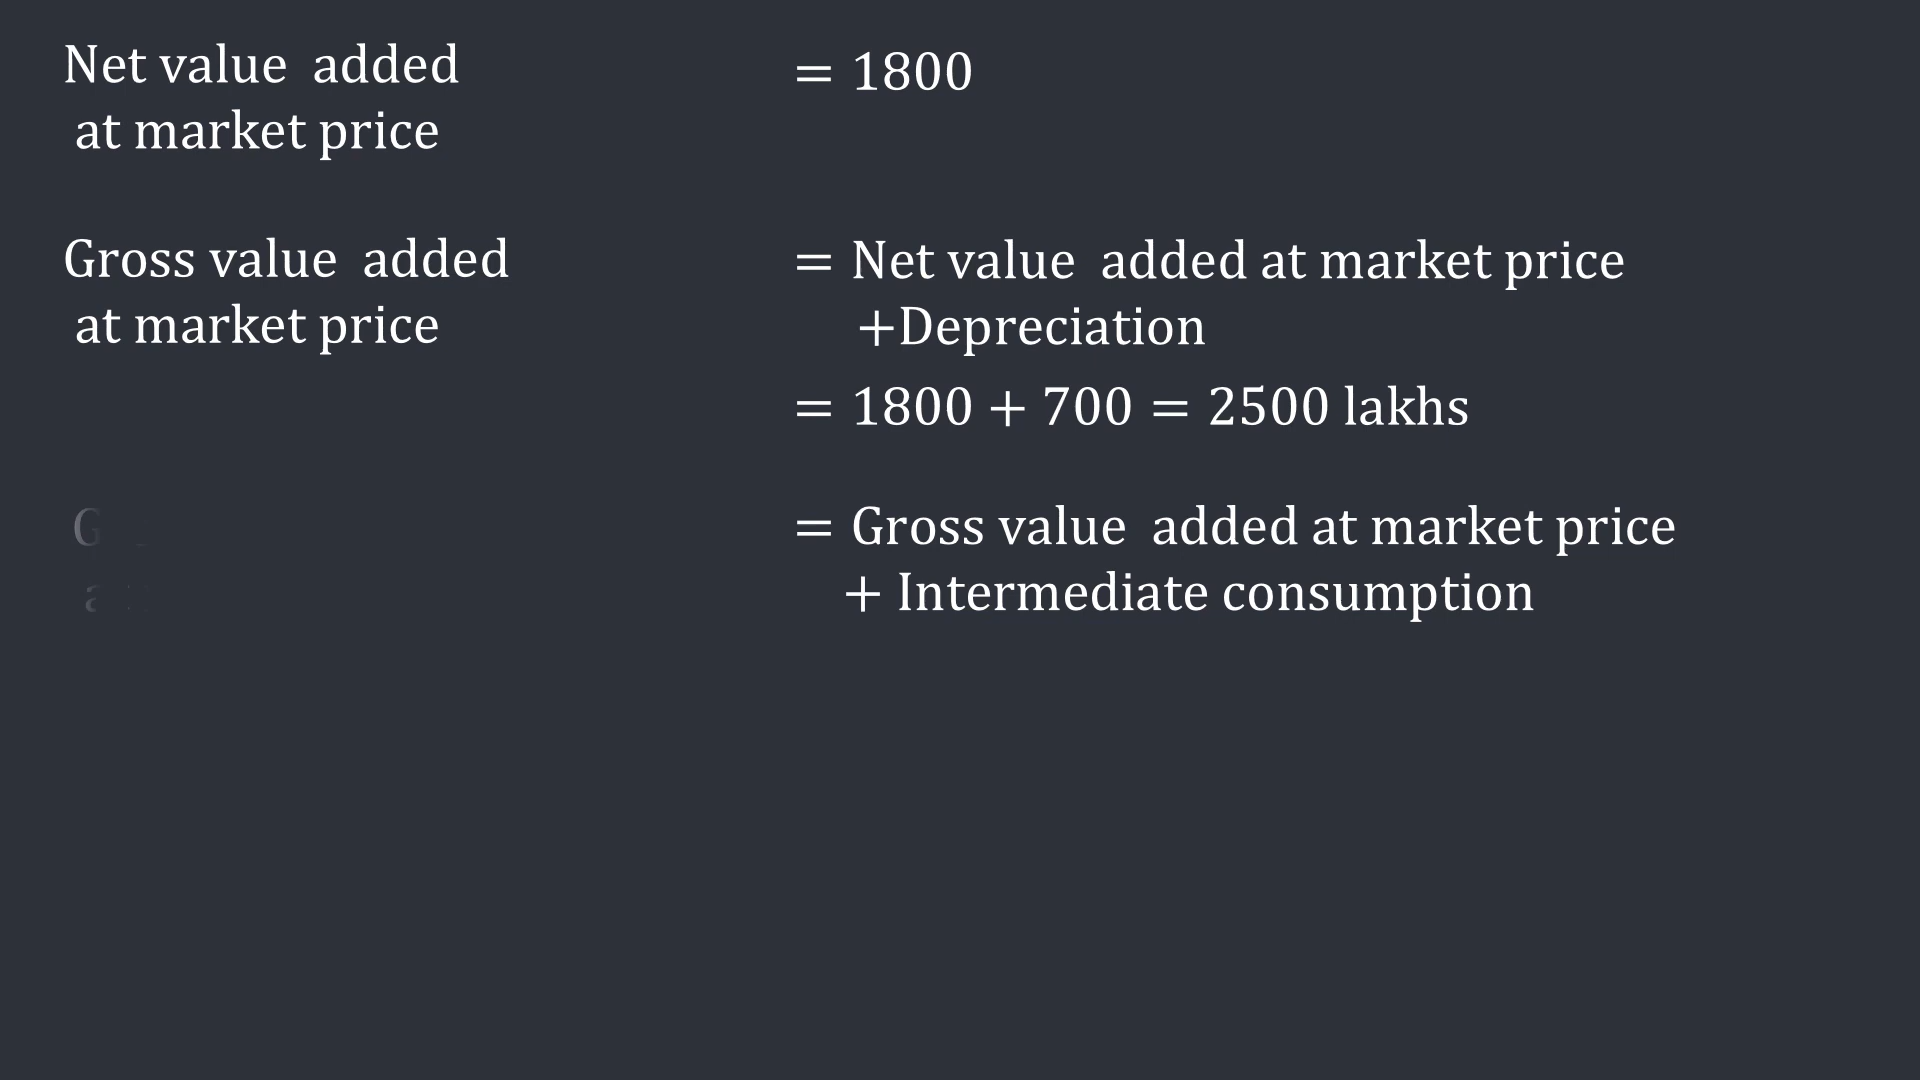 Net value added
at market price
= 1800
Gross value added
at market price
= Net value added at market price
+Depreciation
= 1800 + 700 = 2500 lakhs
= Gross value added at market price
+ Intermediate consumption